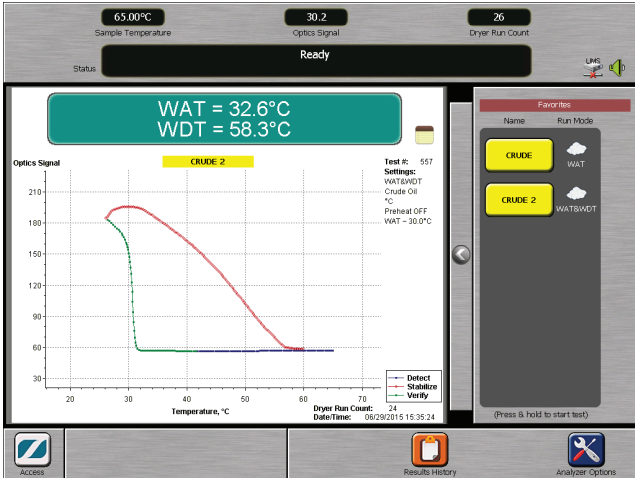 65.00°C
30.2
26
Sample Temperature
Optics Signal
Dryer Run Count
Ready
Status
UMS
WAT = 32.6°C
WDT = 58.3°C
Favorites
Name
Run Mode
CRUDE
WAT
CRUDE 2
WAT&WDT
(Press & hold to start test)
Optics Signal
CRUDE 2
Test #: 557
Settings:
WAT&WDT
Crude Oil
°C
Preheat OFF
WAT - 30.0°C
210
180
150
120
90
60
30
20
30
40
50
60
70
Temperature, °C
Detect
Stabilize
Verify
Dryer Run Count: 24
Date/Time: 06/29/2015 15:35:24
Access
Results History
Analyzer Options